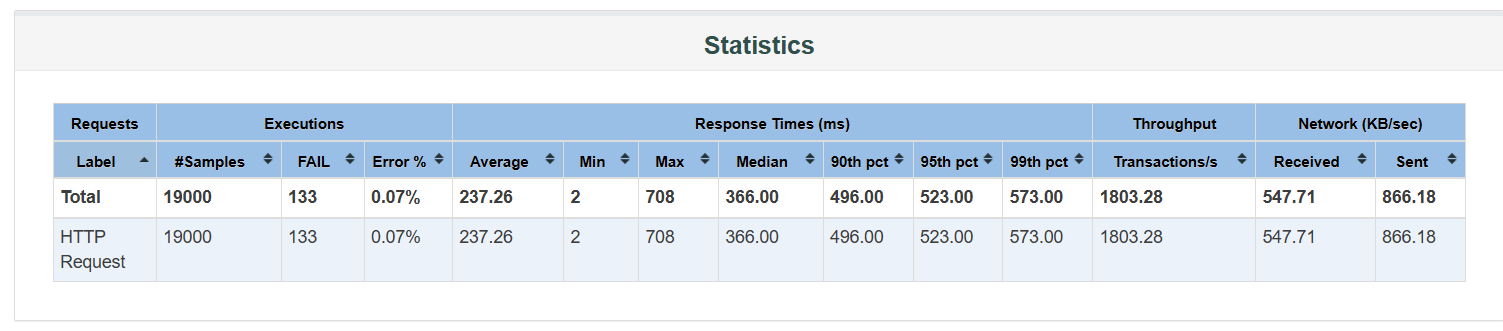 Statistics
Requests Executions Response Times (ms) Throughput Network (KB/sec)
Label #Samples FAIL Error % Average Min Max Median 90th pct 95th pct 99th pct Transactions/s Received Sent
Total 19000 133 0.07% 237.26 2 708 366.00 496.00 523.00 573.00 1803.28 547.71 866.18
HTTP 19000 133 0.07% 237.26 2 708 366.00 496.00 523.00 573.00 1803.28 547.71 866.18
Request